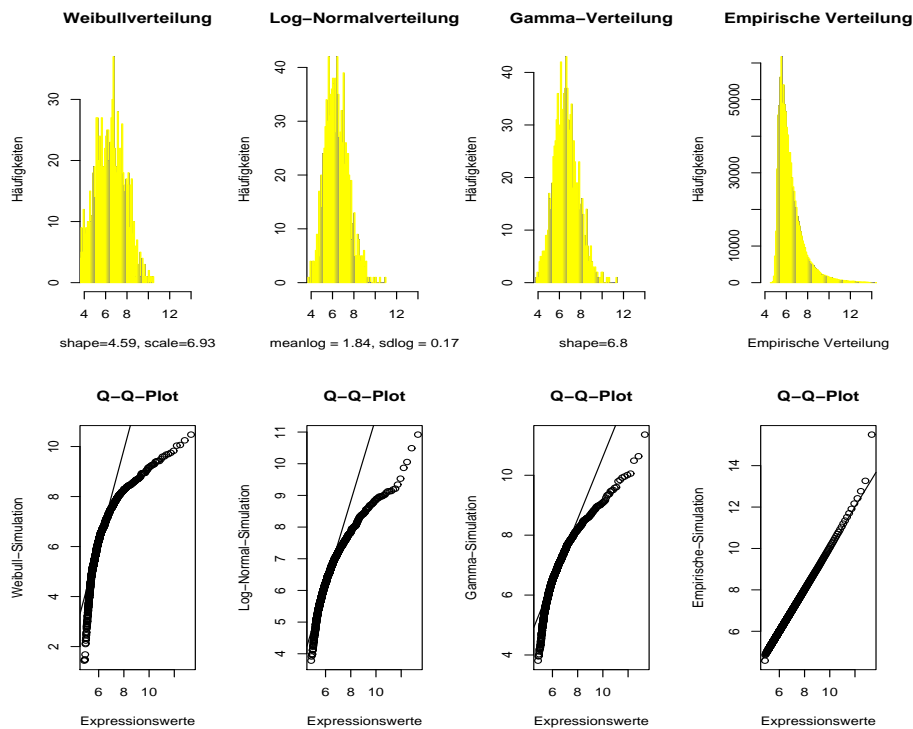 Weibullverteilung
Log−Normalverteilung
Gamma−Verteilung
Empirische Verteilung
Häufigkeiten
0 10 20 30
4 6 8 12
shape=4.59, scale=6.93
Häufigkeiten
0 10 20 30 40
4 6 8 12
meanlog = 1.84, sdlog = 0.17
Häufigkeiten
0 10 20 30 40
4 6 8 12
shape=6.8
Häufigkeiten
0 10000 30000 50000
4 6 8 12
Empirische Verteilung
Q−Q−Plot
Q−Q−Plot
Q−Q−Plot
Q−Q−Plot
Weibull−Simulation
2 4 6 8 10
6 8 10
Expressionswerte
Log−Normal−Simulation
4 5 6 7 8 9 10 11
6 8 10
Expressionswerte
Gamma−Simulation
4 6 8 10
6 8 10
Expressionswerte
Empirische−Simulation
6 8 10 12 14
6 8 10
Expressionswerte